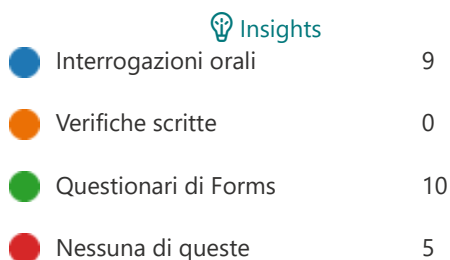 Insights
Interrogazioni orali 9
Verifiche scritte 0
Questionari di Forms 10
Nessuna di queste 5